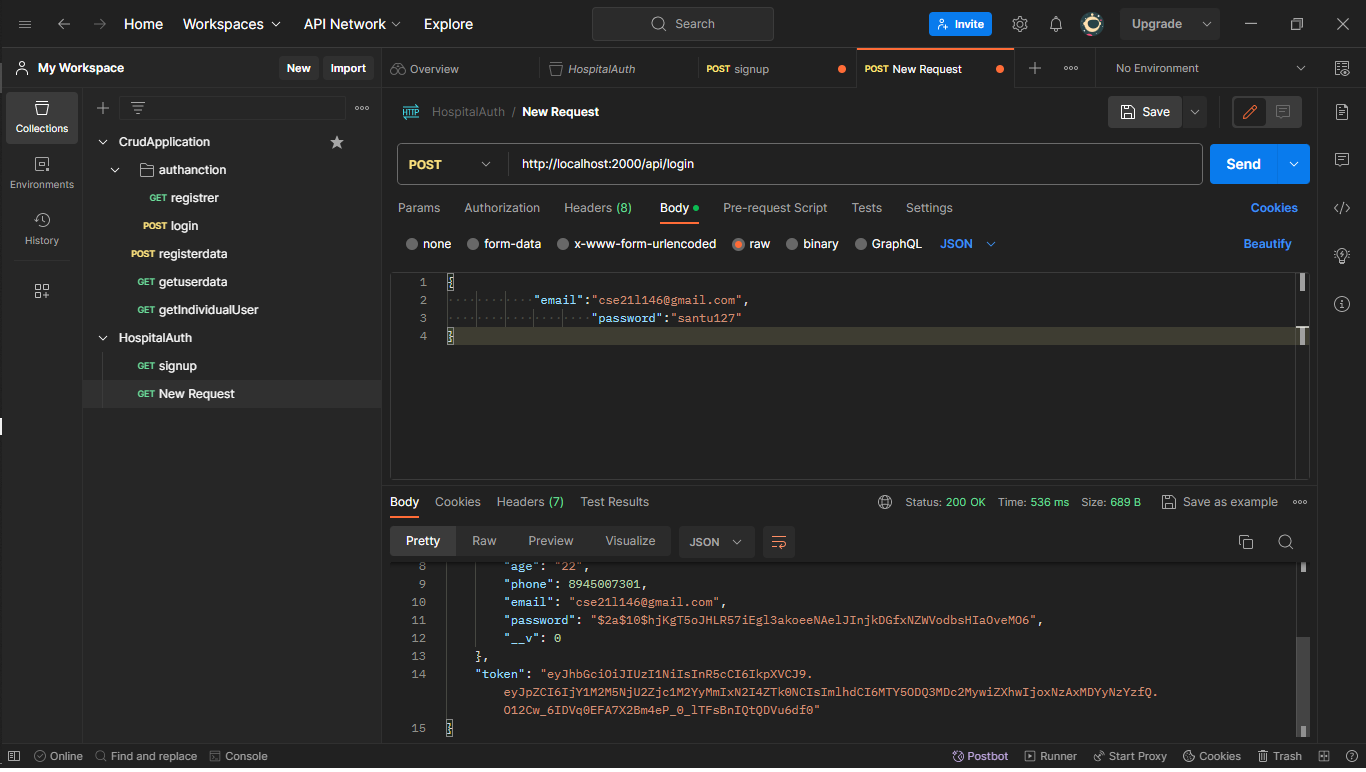 Home Workspaces API Network Explore Search Invite Upgrade
My Workspace New Import Overview HospitalAuth POST signup POST New Request No Environment
Collections
Environments
History
CrudApplication
authanction
GET registrer
POST login
POST registerdata
GET getuserdata
GET getIndividualUser
HospitalAuth
GET signup
GET New Request
HTTP HospitalAuth / New Request Save
POST http://localhost:2000/api/login Send
Params Authorization Headers (8) Body Pre-request Script Tests Settings Cookies
none form-data x-www-form-urlencoded raw binary GraphQL JSON Beautify
1 {
2 "email":"cse21l146@gmail.com",
3 "password":"santu127"
4 }
Body Cookies Headers (7) Test Results Status: 200 OK Time: 536 ms Size: 689 B Save as example
Pretty Raw Preview Visualize JSON
8 "age": "22",
9 "phone": 8945007301,
10 "email": "cse21l146@gmail.com",
11 "password": "$2a$10$hjKgT5oJHLR57iEgl3akoeeNAelJInjkDGfxNZWVodbsHIaOveMO6",
12 "__v": 0
13 },
14 "token": "eyJhbGciOiJIUzI1NiIsInR5cCI6IkpXVCJ9.
eyJpZCI6IjY1M2M5NjU2Zjc1M2YyMmIxN2I4ZTk0NCIsImlhdCI6MTY5ODQ3MDc2MywiZXhwIjoxNzAxMDYyNzYzfQ.
O12Cw_6IDVq0EFA7X2Bm4eP_0_lTFsBnIQtQDVu6df0"
15 }
Online Find and replace Console Postbot Runner Start Proxy Cookies Trash